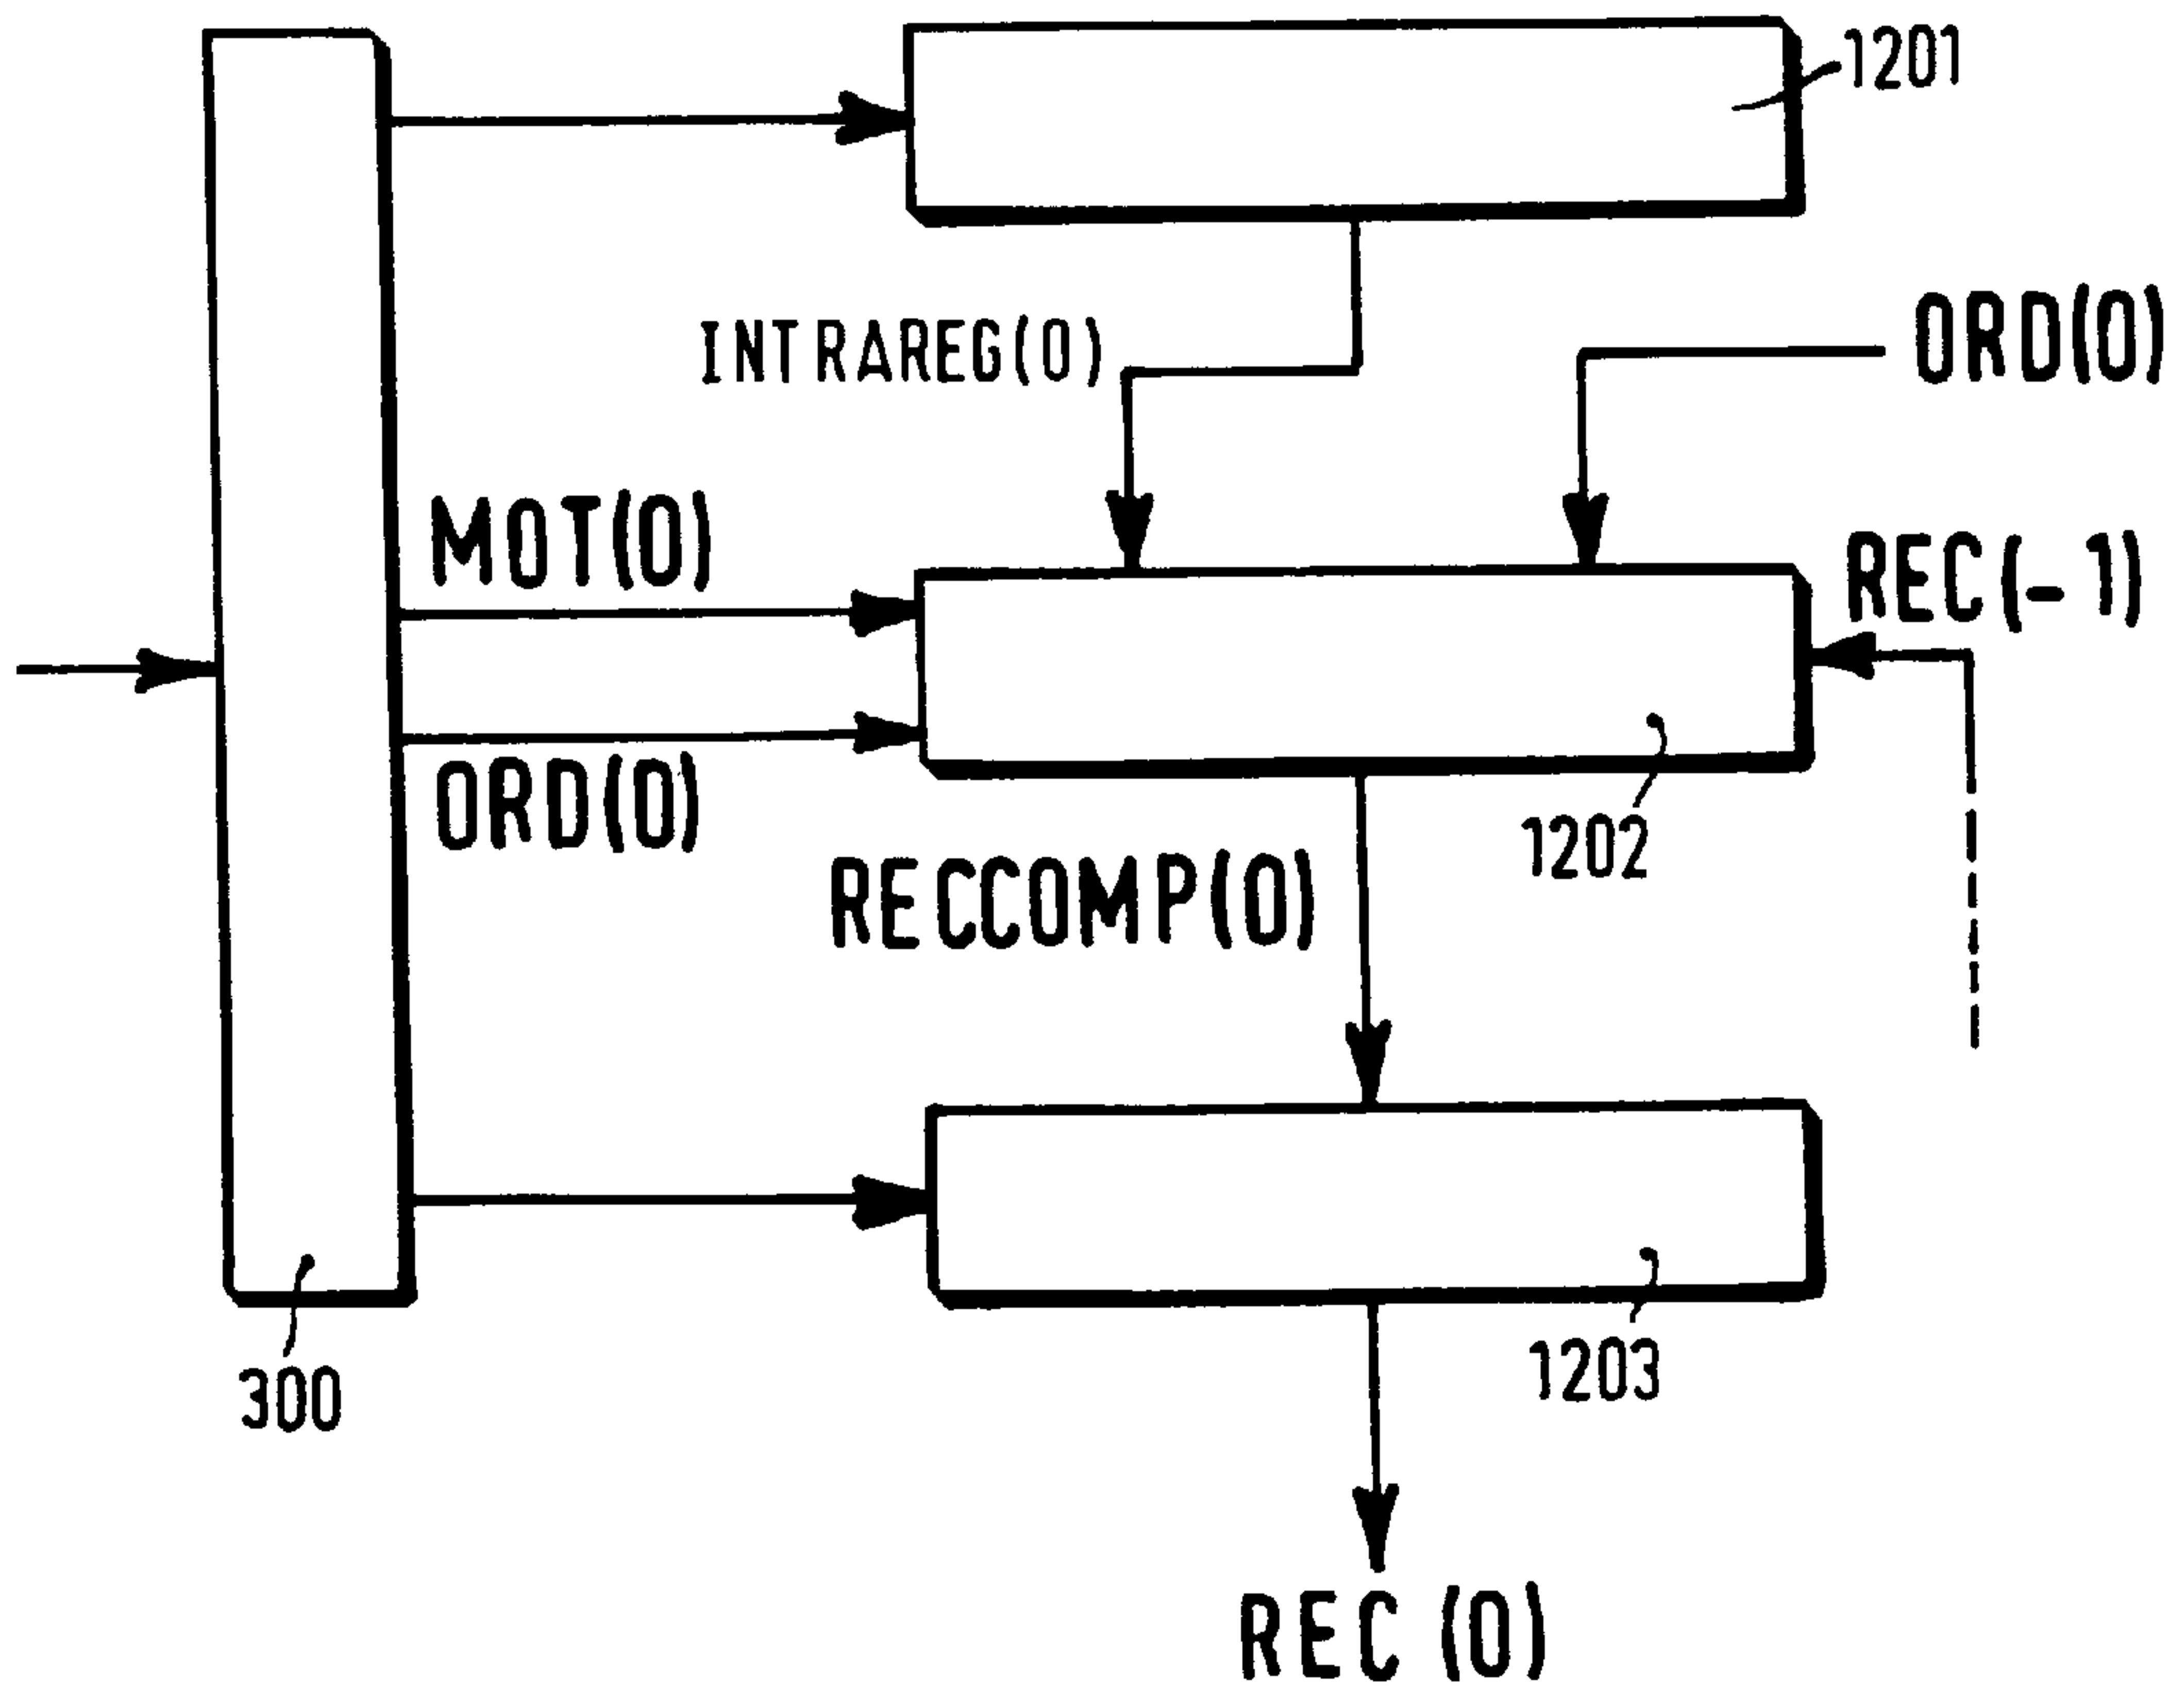 1201
INTRAREG(0)
ORD(0)
MOT(0)
REC(-1)
ORD(0)
1202
RECCOMP(0)
1203
300
REC (0)